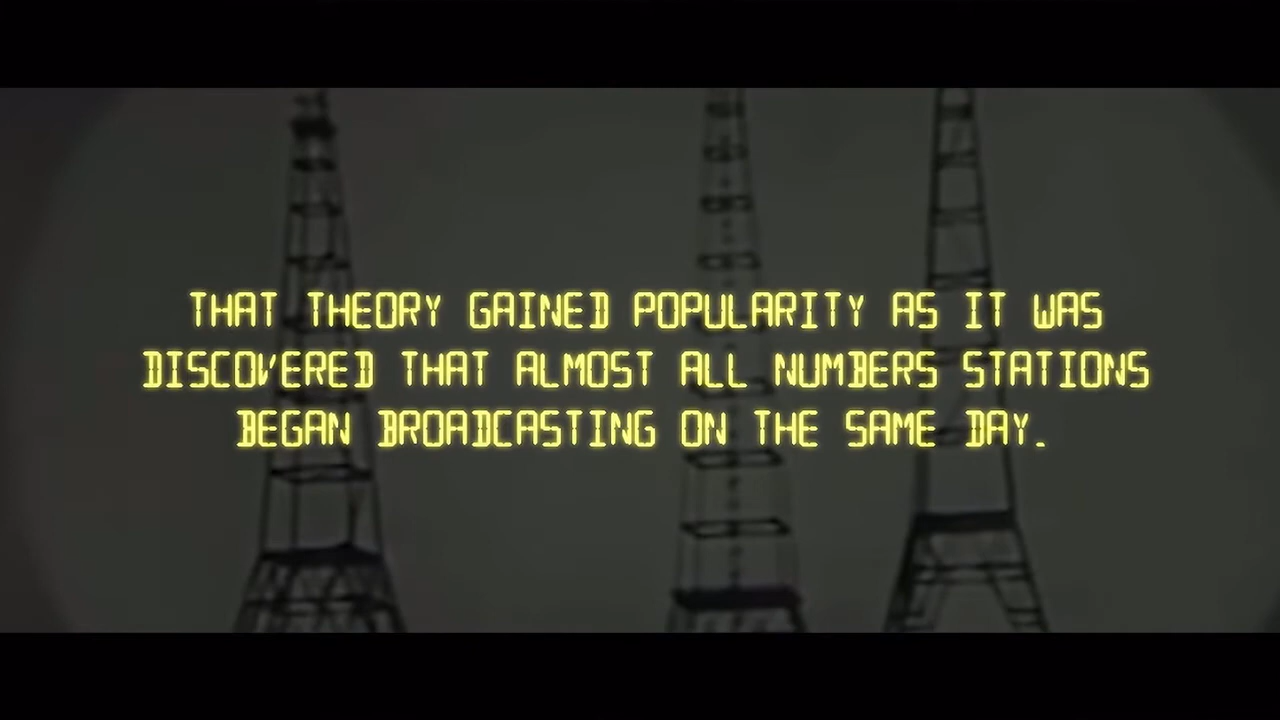 THAT THEORY GAINED POPULARITY AS IT WAS
DISCOVERED THAT ALMOST ALL NUMBERS STATIONS
BEGAN BROADCASTING ON THE SAME DAY.